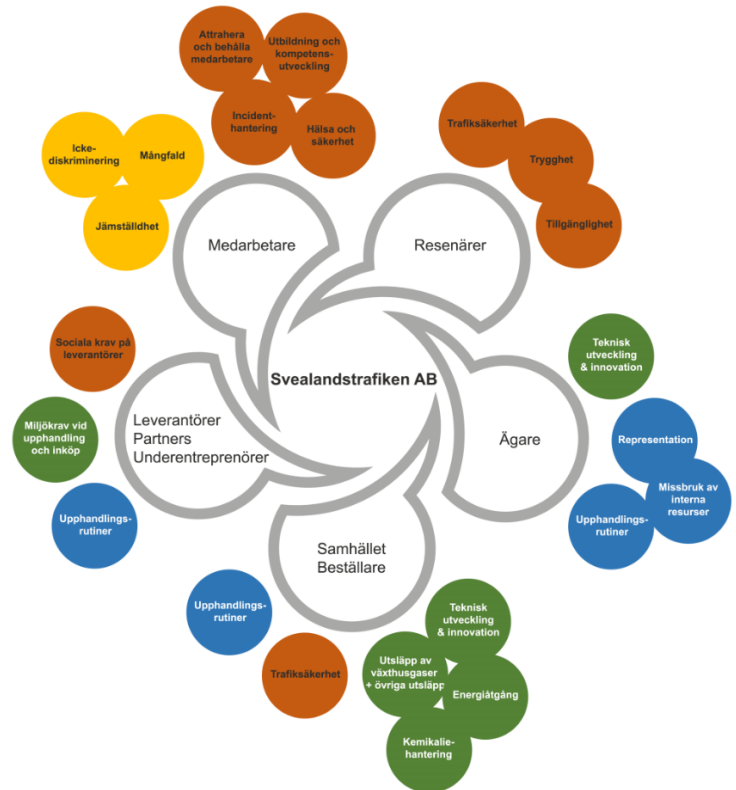 Attrahera
och behålla
medarbetare
Utbildning och
kompetens-
utveckling
Incident-
hantering
Hälsa och
säkerhet
Icke-
diskriminering
Mångfald
Jämställdhet
Medarbetare
Resenärer
Trafiksäkerhet
Trygghet
Tillgänglighet
Sociala krav på
leverantörer
Miljökrav vid
upphandling
och inköp
Upphandlings-
rutiner
Leverantörer
Partners
Underentreprenörer
Svealandstrafiken AB
Ägare
Teknisk
utveckling
& innovation
Representation
Missbruk av
interna
resurser
Upphandlings-
rutiner
Samhället
Beställare
Upphandlings-
rutiner
Trafiksäkerhet
Teknisk
utveckling
& innovation
Utsläpp av
växthusgaser
+ övriga utsläpp
Energiåtgång
Kemikalie-
hantering